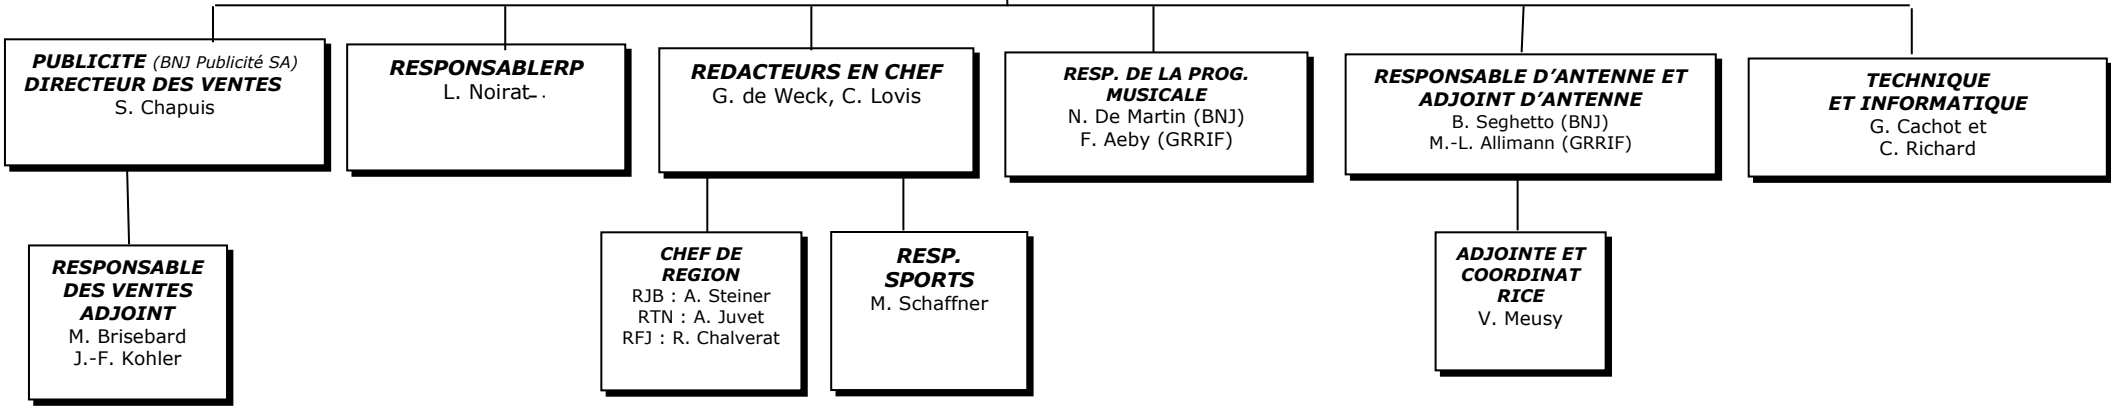 PUBLICITE (BNJ Publicité SA)
DIRECTEUR DES VENTES
S. Chapuis
RESPONSABLERP
L. Noirat
REDACTEURS EN CHEF
G. de Weck, C. Lovis
RESP. DE LA PROG.
MUSICALE
N. De Martin (BNJ)
F. Aeby (GRRIF)
RESPONSABLE D’ANTENNE ET
ADJOINT D’ANTENNE
B. Seghetto (BNJ)
M.-L. Allimann (GRRIF)
TECHNIQUE
ET INFORMATIQUE
G. Cachot et
C. Richard
RESPONSABLE
DES VENTES
ADJOINT
M. Brisebard
J.-F. Kohler
CHEF DE
REGION
RJB : A. Steiner
RTN : A. Juvet
RFJ : R. Chalverat
RESP.
SPORTS
M. Schaffner
ADJOINTE ET
COORDINAT
RICE
V. Meusy